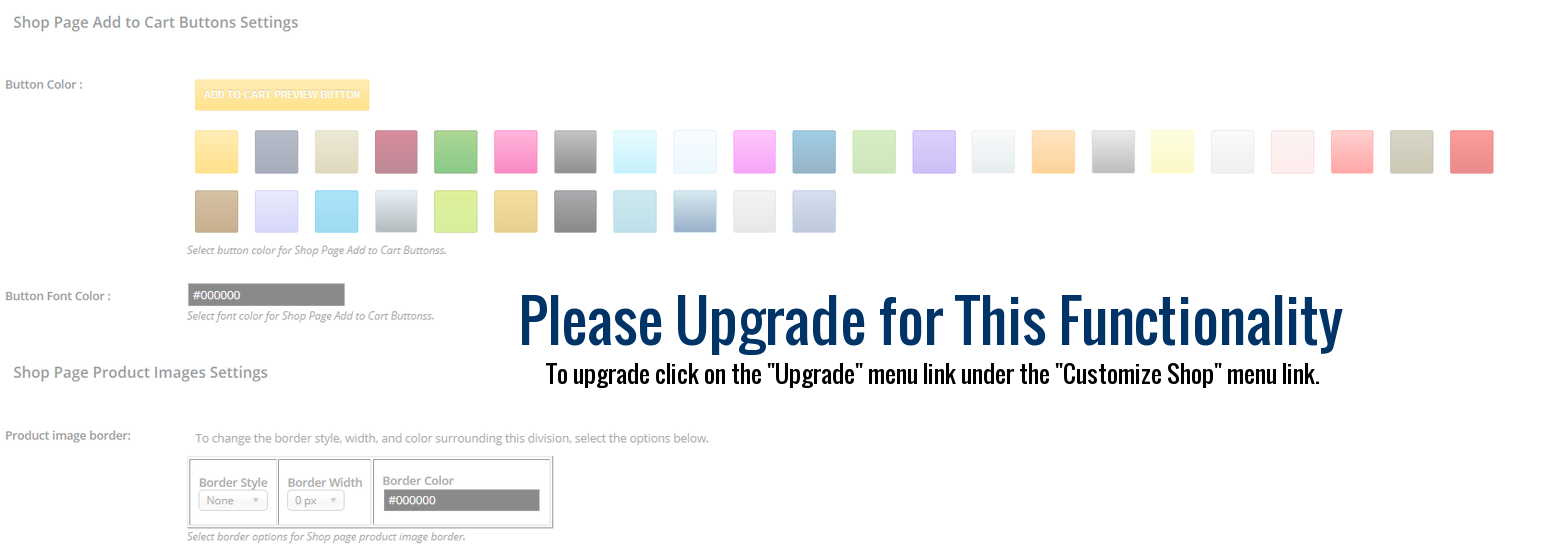 Shop Page Add to Cart Buttons Settings
Button Color :
ADD TO CART PREVIEW BUTTON
Select button color for Shop Page Add to Cart Buttonss.
Button Font Color :
#000000
Select font color for Shop Page Add to Cart Buttonss.
Please Upgrade for This Functionality
To upgrade click on the "Upgrade" menu link under the "Customize Shop" menu link.
Shop Page Product Images Settings
Product image border:
To change the border style, width, and color surrounding this division, select the options below.
Border Style
None
Border Width
0 px
Border Color
#000000
Select border options for Shop page product image border.